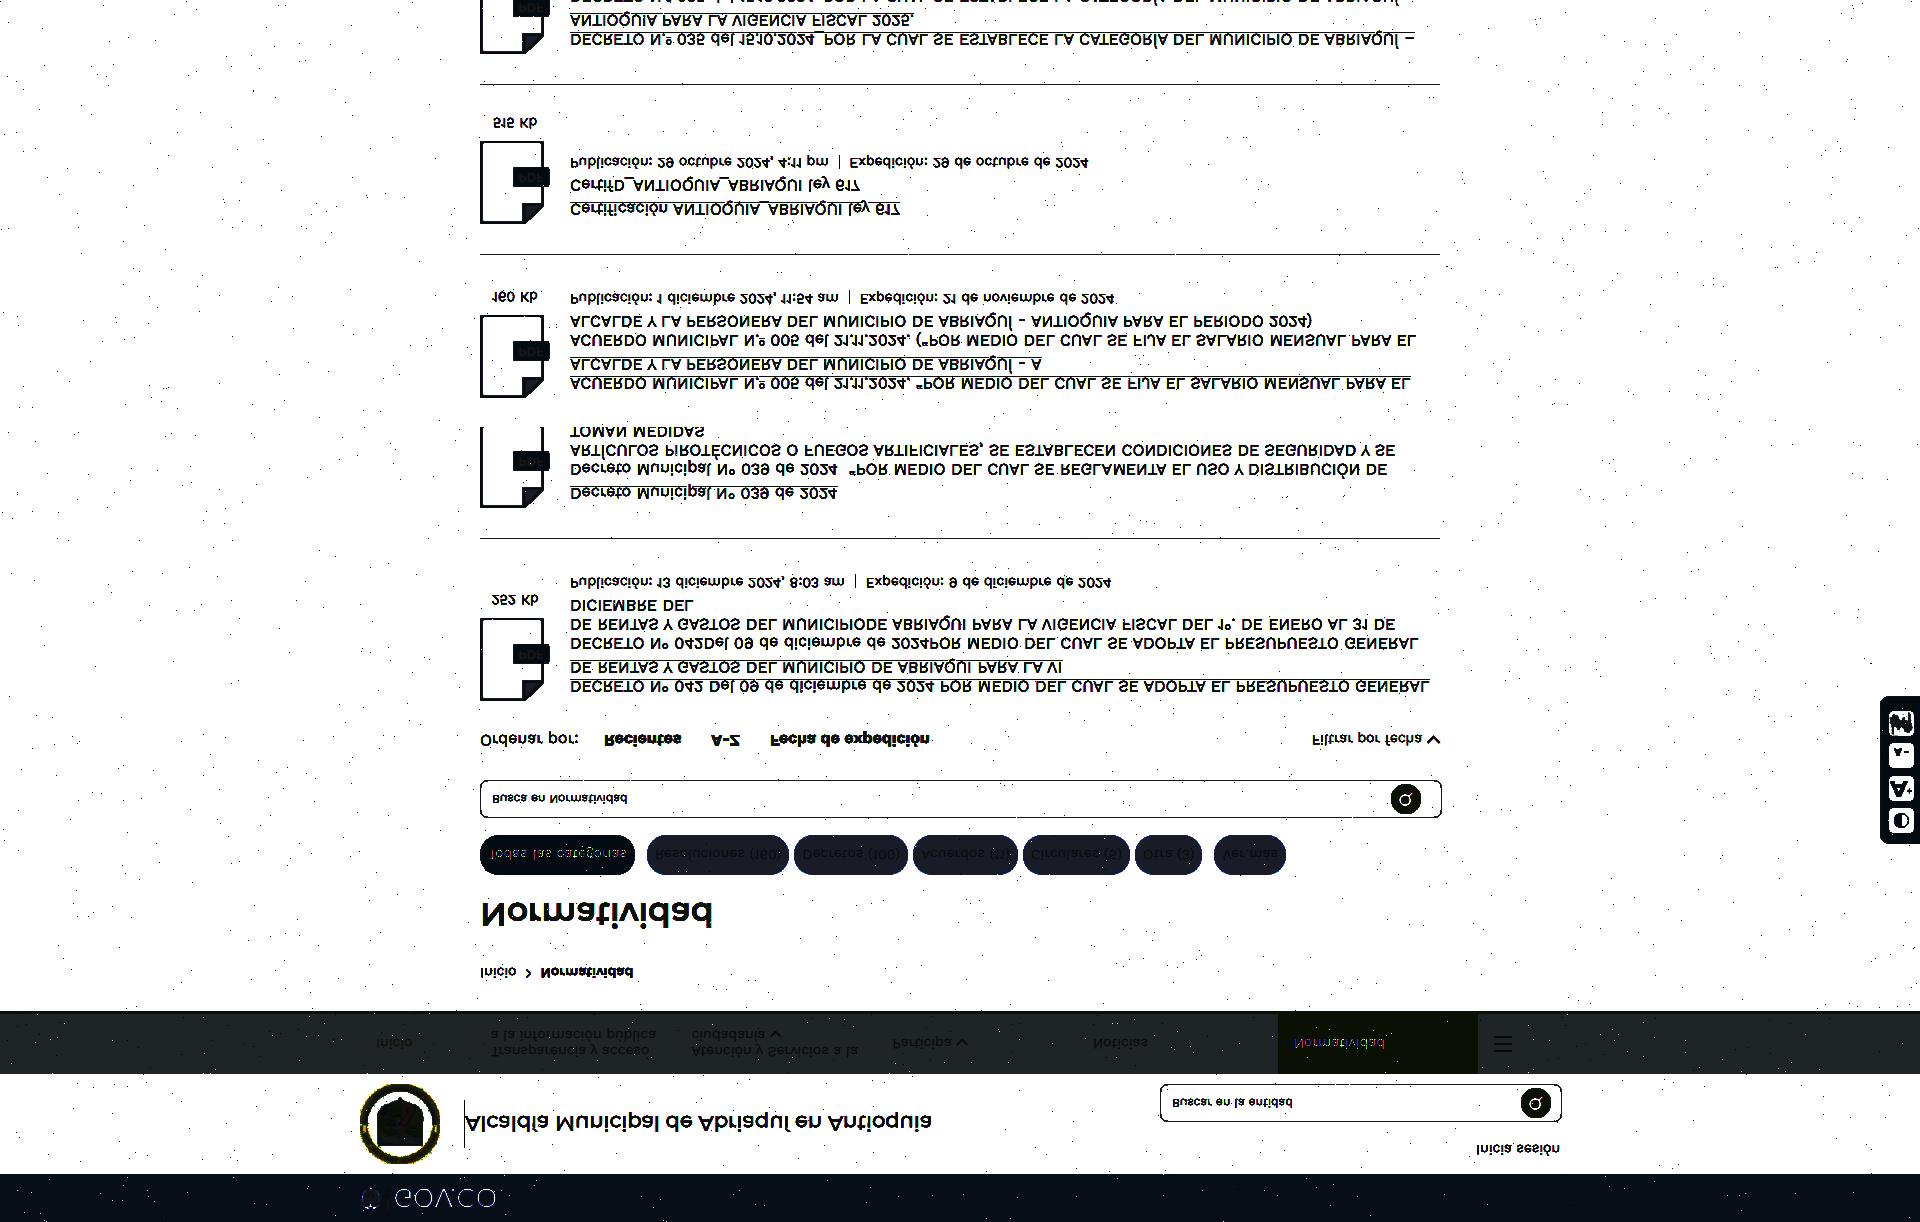 GOV.CO
Inicia sesión
Alcaldía Municipal de Abriaquí en Antioquia
Buscar en la entidad
Inicio
Transparencia y acceso
a la información pública
Atención y Servicios a la
ciudadanía
Participa
Noticias
Normatividad
Inicio > Normatividad
Normatividad
Todas las categorías
Resoluciones (160)
Decretos (100)
Acuerdos (11)
Circulares (5)
Otra (3)
Ver más
Busca en Normatividad
Ordenar por: Recientes A-Z Fecha de expedición
Filtrar por fecha
A+
A-
DECRETO Nº 042 Del 09 de diciembre de 2024 POR MEDIO DEL CUAL SE ADOPTA EL PRESUPUESTO GENERAL
DE RENTAS Y GASTOS DEL MUNICIPIO DE ABRIAQUI PARA LA VI
DECRETO Nº 042Del 09 de diciembre de 2024POR MEDIO DEL CUAL SE ADOPTA EL PRESUPUESTO GENERAL
DE RENTAS Y GASTOS DEL MUNICIPIODE ABRIAQUI PARA LA VIGENCIA FISCAL DEL 1º. DE ENERO AL 31 DE
DICIEMBRE DEL
PDF
252 Kb
Publicación: 13 diciembre 2024, 8:03 am | Expedición: 9 de diciembre de 2024
Decreto Municipal Nº 039 de 2024
Decreto Municipal Nº 039 de 2024 "POR MEDIO DEL CUAL SE REGLAMENTA EL USO Y DISTRIBUCIÓN DE
ARTÍCULOS PIROTÉCNICOS O FUEGOS ARTIFICIALES, SE ESTABLECEN CONDICIONES DE SEGURIDAD Y SE
TOMAN MEDIDAS
PDF
ACUERDO MUNICIPAL N.º 005 del 21.11.2024, "POR MEDIO DEL CUAL SE FIJA EL SALARIO MENSUAL PARA EL
ALCALDE Y LA PERSONERA DEL MUNICIPIO DE ABRIAQUÍ – A
ACUERDO MUNICIPAL N.º 005 del 21.11.2024, ("POR MEDIO DEL CUAL SE FIJA EL SALARIO MENSUAL PARA EL
ALCALDE Y LA PERSONERA DEL MUNICIPIO DE ABRIAQUÍ – ANTIOQUIA PARA EL PERIODO 2024)
PDF
160 Kb
Publicación: 1 diciembre 2024, 11:54 am | Expedición: 21 de noviembre de 2024
Certificación ANTIOQUIA_ABRIAQUI ley 617
CertifD_ANTIOQUIA_ABRIAQUI ley 617
PDF
Publicación: 29 octubre 2024, 4:11 pm | Expedición: 29 de octubre de 2024
515 Kb
DECRETO N.º 035 del 15.10.2024_POR LA CUAL SE ESTABLECE LA CATEGORÍA DEL MUNICIPIO DE ABRIAQUÍ –
ANTIOQUIA PARA LA VIGENCIA FISCAL 2025.